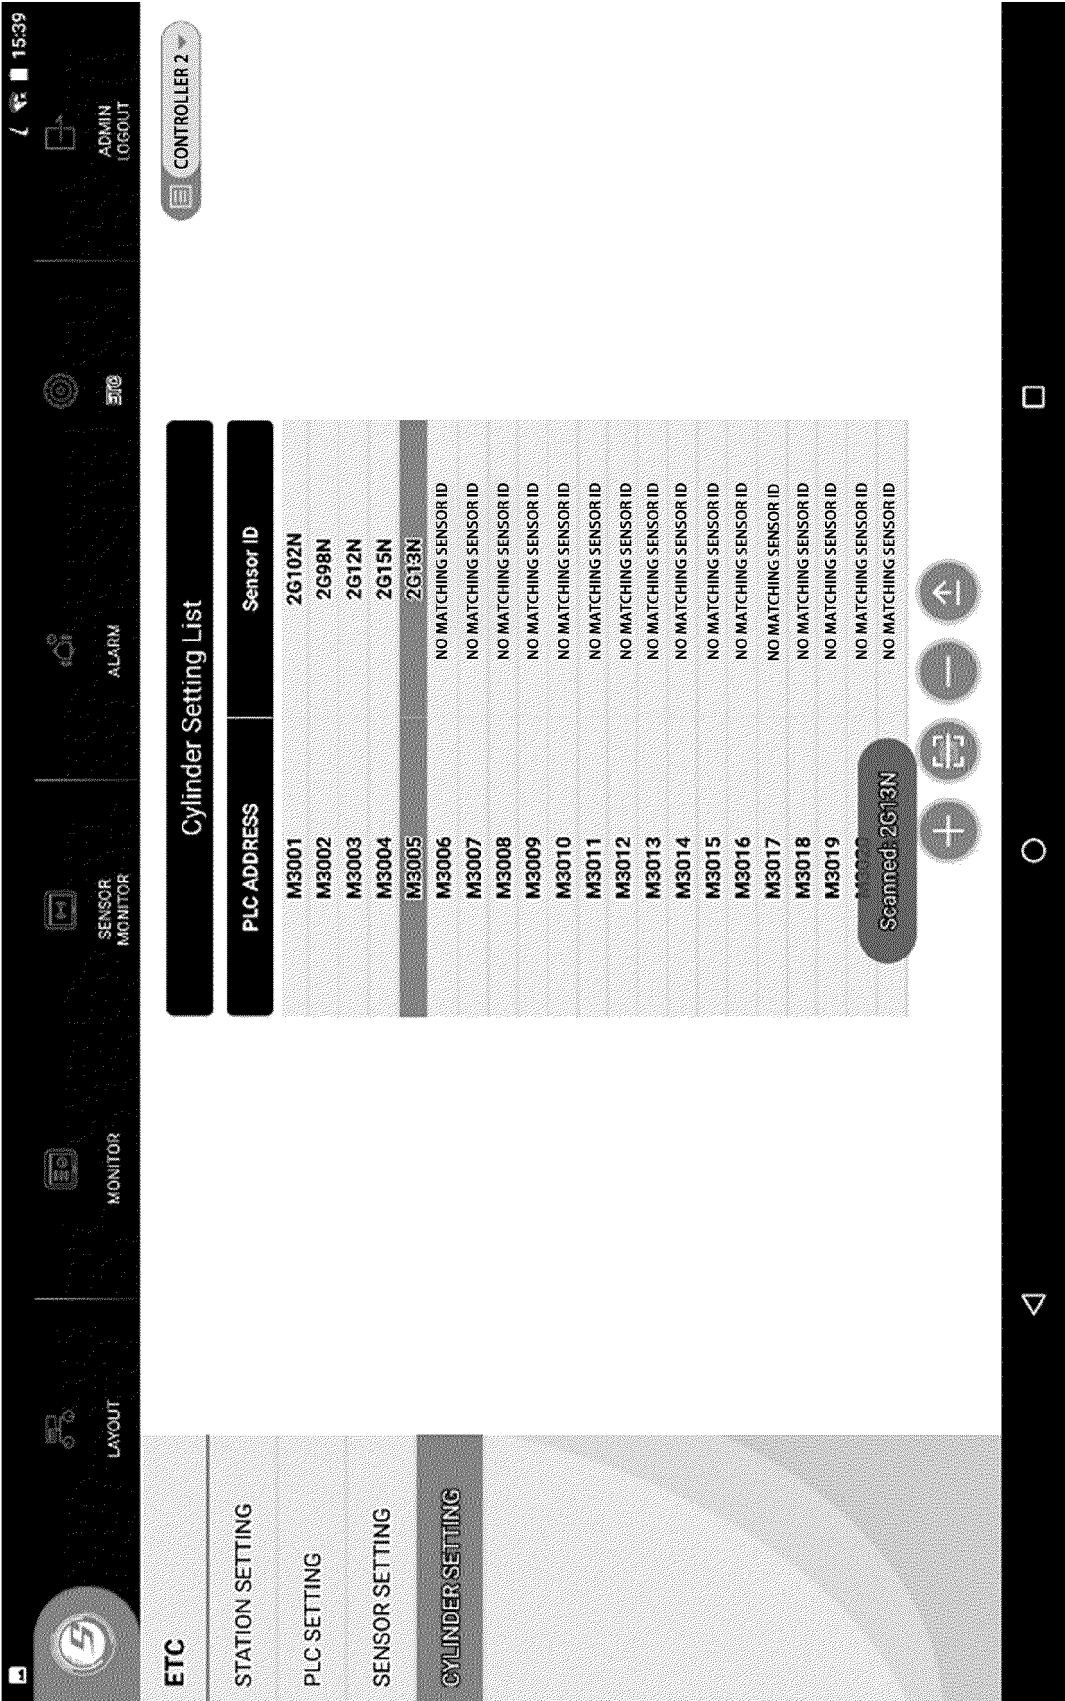 15:39
LAYOUT
MONITOR
SENSOR
MONITOR
ALARM
ETC
ADMIN
LOGOUT
ETC
STATION SETTING
PLC SETTING
SENSOR SETTING
CYLINDER SETTING
CONTROLLER 2
Cylinder Setting List
PLC ADDRESS Sensor ID
M3001 2G102N
M3002 2G98N
M3003 2G12N
M3004 2G15N
M3005 2G13N
M3006 NO MATCHING SENSOR ID
M3007 NO MATCHING SENSOR ID
M3008 NO MATCHING SENSOR ID
M3009 NO MATCHING SENSOR ID
M3010 NO MATCHING SENSOR ID
M3011 NO MATCHING SENSOR ID
M3012 NO MATCHING SENSOR ID
M3013 NO MATCHING SENSOR ID
M3014 NO MATCHING SENSOR ID
M3015 NO MATCHING SENSOR ID
M3016 NO MATCHING SENSOR ID
M3017 NO MATCHING SENSOR ID
M3018 NO MATCHING SENSOR ID
M3019 NO MATCHING SENSOR ID
NO MATCHING SENSOR ID
NO MATCHING SENSOR ID
Scanned: 2G13N